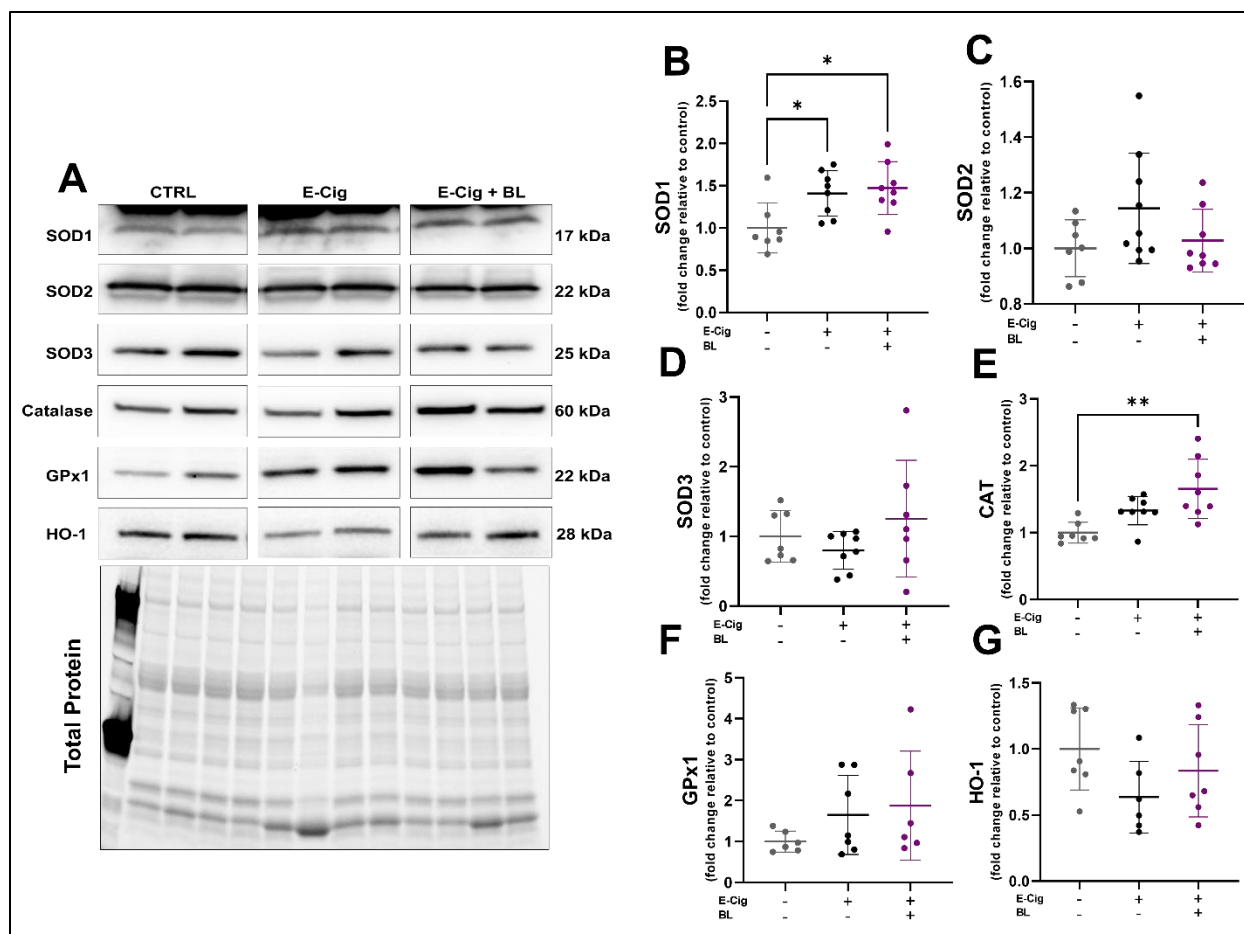 A
CTRL E-Cig E-Cig + BL
SOD1 17 kDa
SOD2 22 kDa
SOD3 25 kDa
Catalase 60 kDa
GPx1 22 kDa
HO-1 28 kDa
Total Protein
B
* *
SOD1
(fold change relative to control)
2.5
2.0
1.5
1.0
0.5
0.0
E-Cig - + +
BL - - +
C
SOD2
(fold change relative to control)
1.6
1.4
1.2
1.0
0.8
E-Cig - + +
BL - - +
D
SOD3
(fold change relative to control)
3
2
1
0
E-Cig - + +
BL - - +
E
**
CAT
(fold change relative to control)
3
2
1
0
E-Cig - + +
BL - - +
F
GPx1
(fold change relative to control)
5
4
3
2
1
0
E-Cig - + +
BL - - +
G
HO-1
(fold change relative to control)
1.5
1.0
0.5
0.0
E-Cig - + +
BL - - +